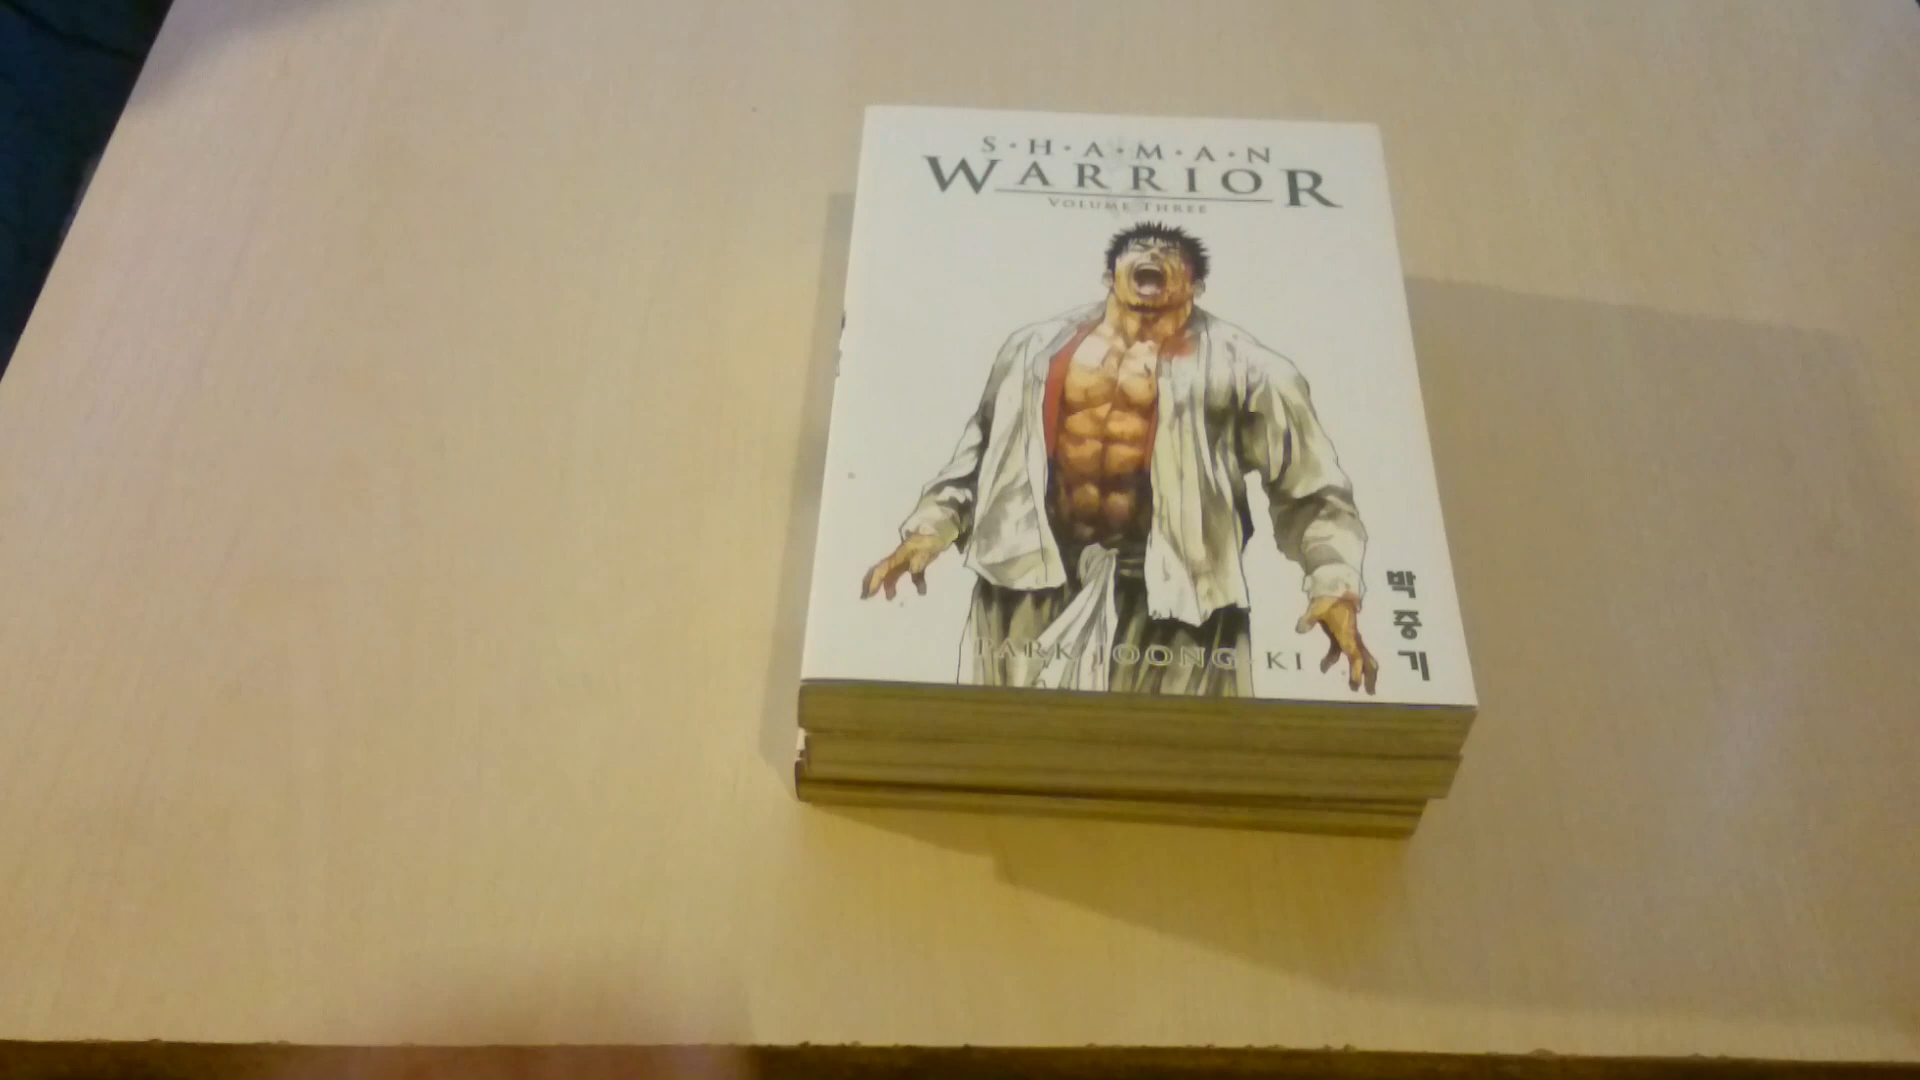 S·H·A·M·A·N
WARRIOR
VOLUME THREE
PARK JOONG-KI
박중기